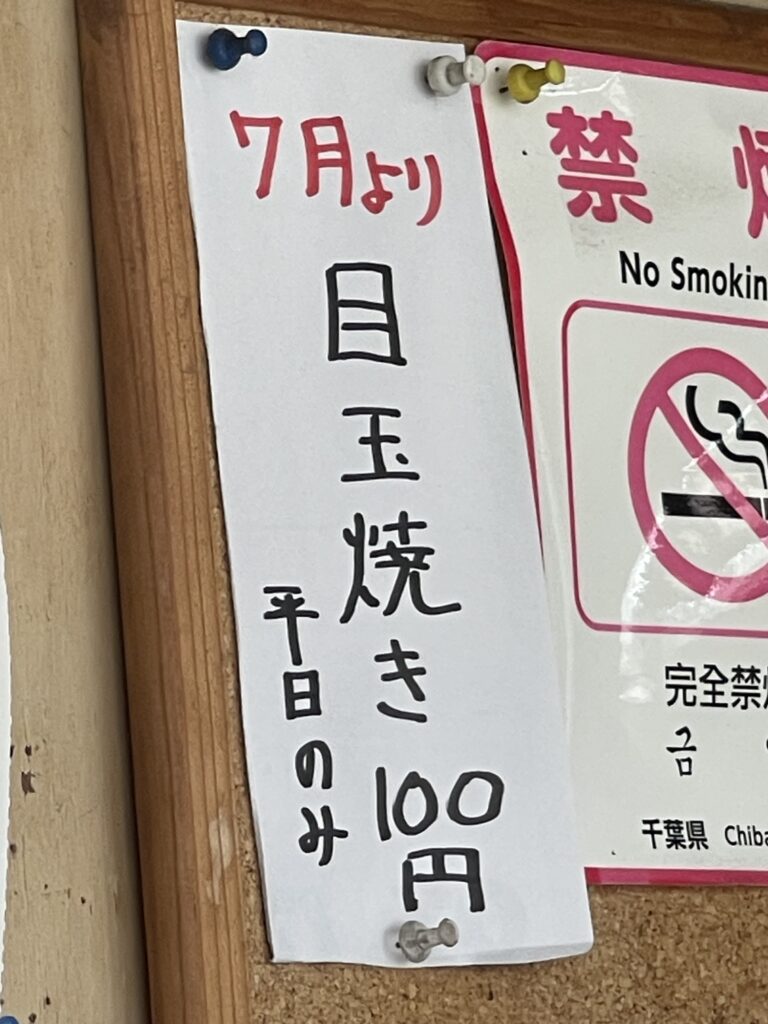 7月より
目玉焼き100円
平日のみ
禁
No Smokin
完全禁
금
千葉県 Chiba